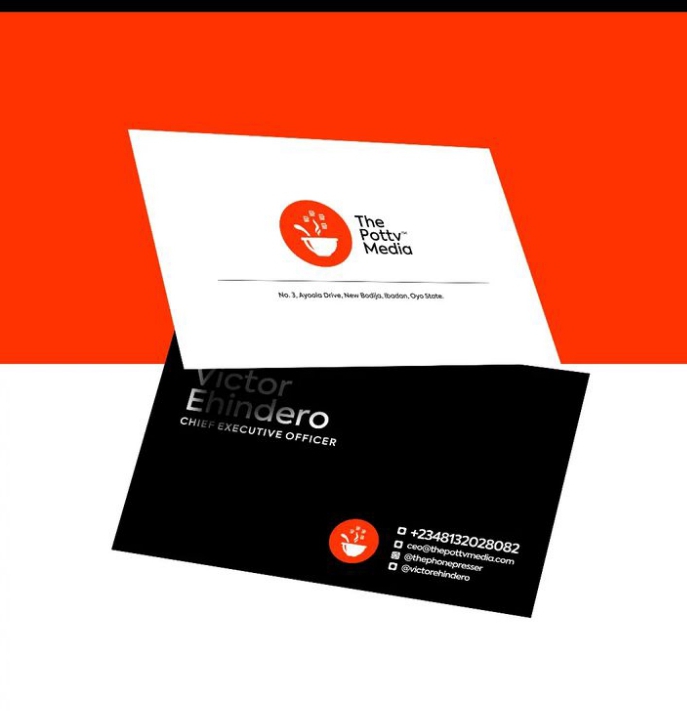 The
Pottv™
Media
No. 3, Ayoola Drive, New Bodija, Ibadan, Oyo State.
Victor
Ehindero
CHIEF EXECUTIVE OFFICER
+2348132028082
ceo@thepottvmedia.com
@thephonepresser
@victorehindero